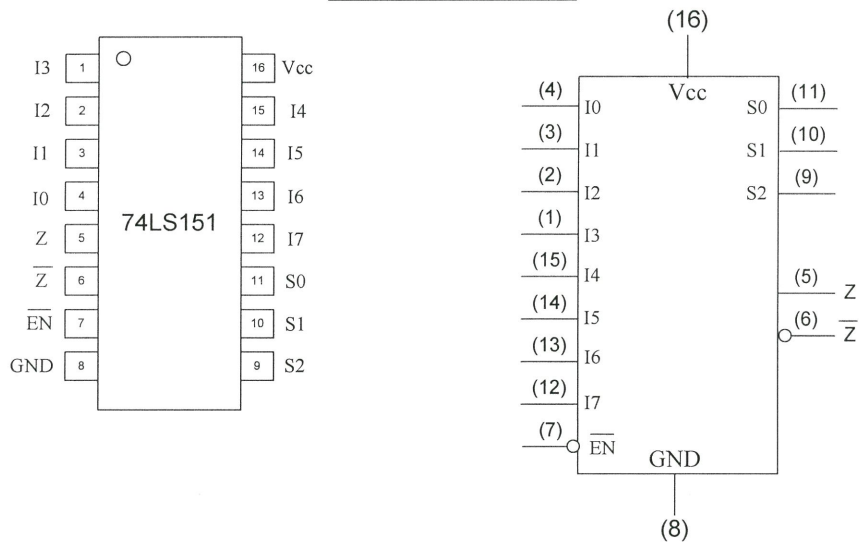 I3 1 16 Vcc
I2 2 15 I4
I1 3 14 I5
I0 4 13 I6
74LS151
Z 5 12 I7
Z̅ 6 11 S0
E̅N̅ 7 10 S1
GND 8 9 S2
(16)
Vcc
(4) I0 S0 (11)
(3) I1 S1 (10)
(2) I2 S2 (9)
(1) I3
(15) I4
(5) Z
(14) I5
(6) Z̅
(13) I6
(12) I7
(7) E̅N̅
GND
(8)